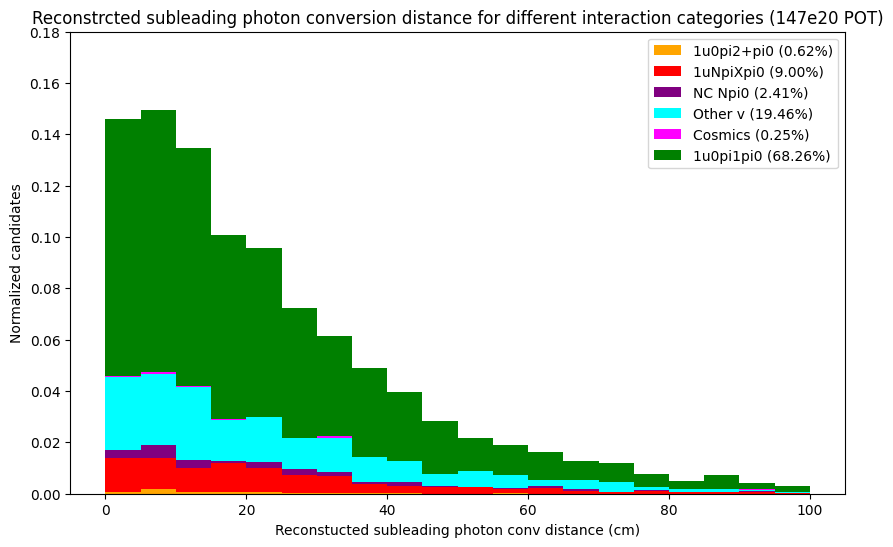 Reconstrcted subleading photon conversion distance for different interaction categories (147e20 POT)
1u0pi2+pi0 (0.62%)
1uNpiXpi0 (9.00%)
NC Npi0 (2.41%)
Other v (19.46%)
Cosmics (0.25%)
1u0pi1pi0 (68.26%)
Normalized candidates
0.18
0.16
0.14
0.12
0.10
0.08
0.06
0.04
0.02
0.00
0 20 40 60 80 100
Reconstucted subleading photon conv distance (cm)